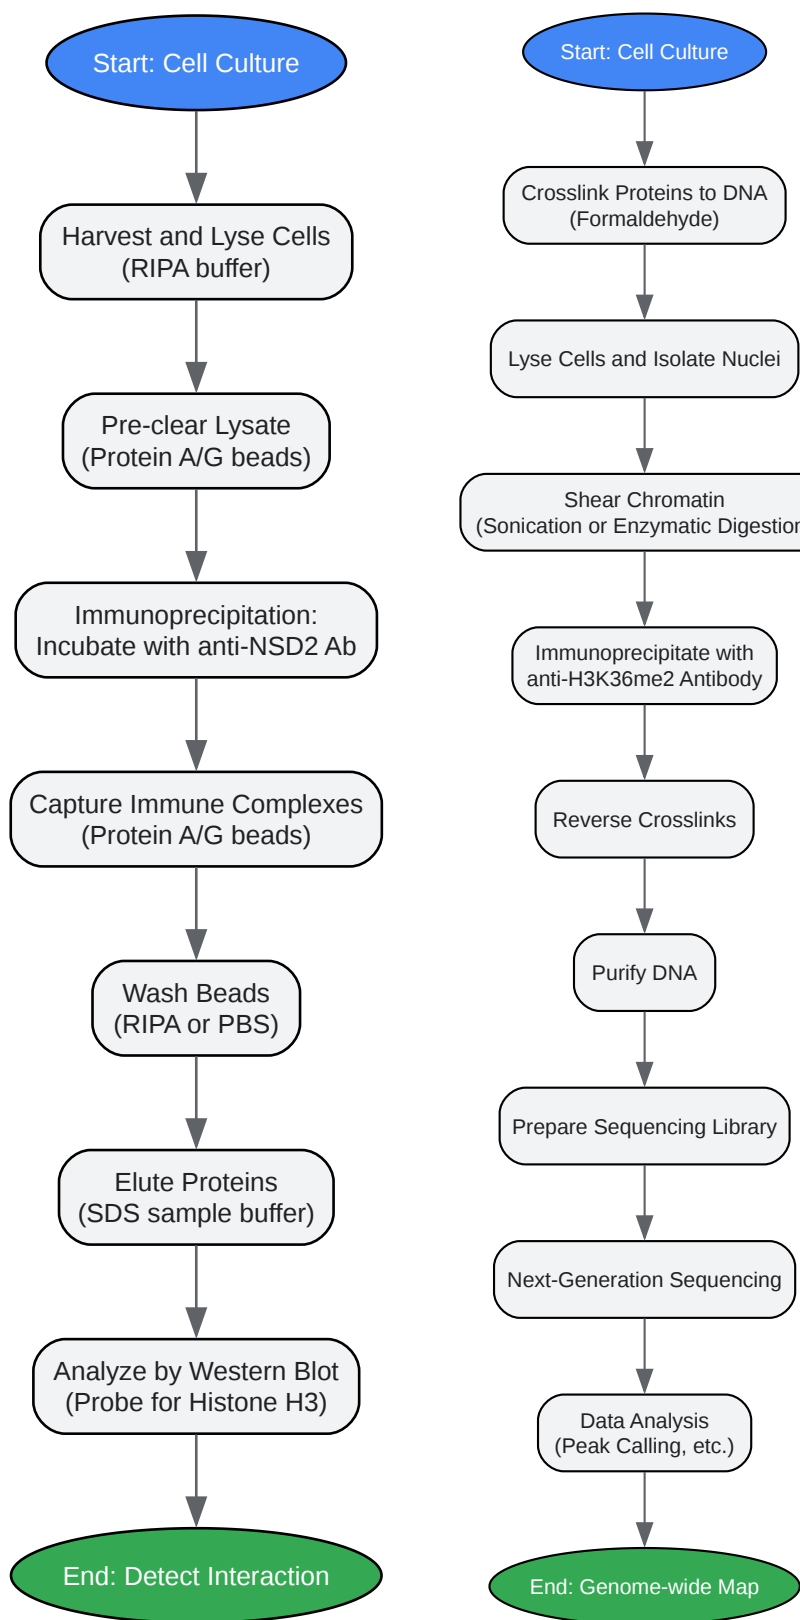 Start: Cell Culture
Harvest and Lyse Cells
(RIPA buffer)
Pre-clear Lysate
(Protein A/G beads)
Immunoprecipitation:
Incubate with anti-NSD2 Ab
Capture Immune Complexes
(Protein A/G beads)
Wash Beads
(RIPA or PBS)
Elute Proteins
(SDS sample buffer)
Analyze by Western Blot
(Probe for Histone H3)
End: Detect Interaction
Start: Cell Culture
Crosslink Proteins to DNA
(Formaldehyde)
Lyse Cells and Isolate Nuclei
Shear Chromatin
(Sonication or Enzymatic Digestion
Immunoprecipitate with
anti-H3K36me2 Antibody
Reverse Crosslinks
Purify DNA
Prepare Sequencing Library
Next-Generation Sequencing
Data Analysis
(Peak Calling, etc.)
End: Genome-wide Map